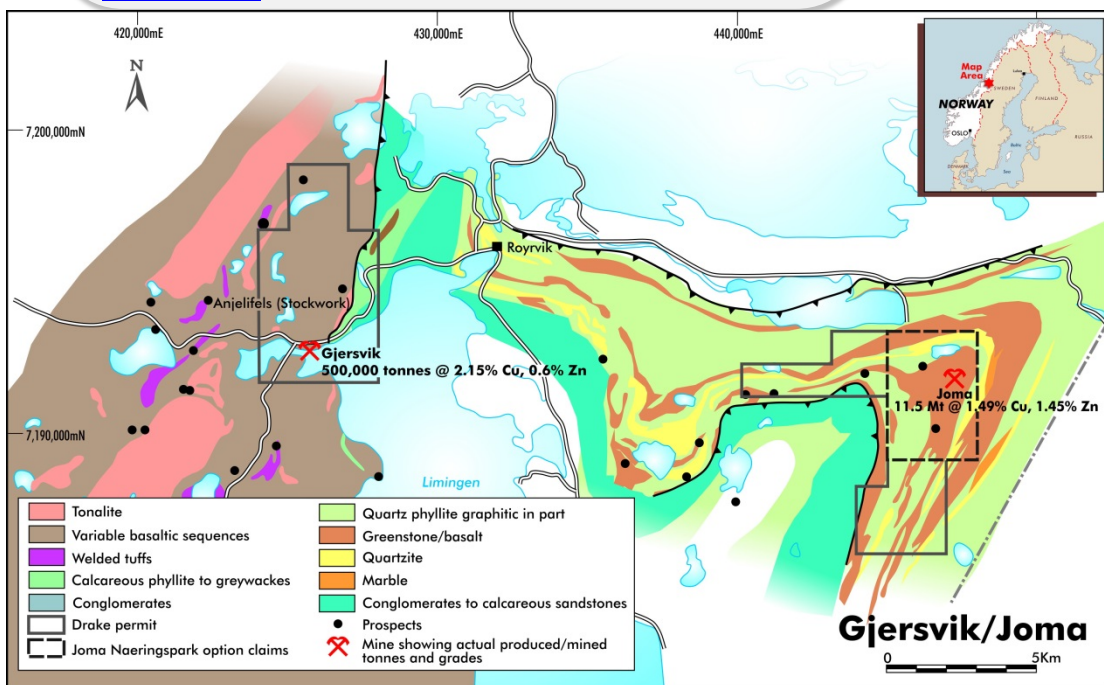 420,000mE
430,000mE
440,000mE
N
7,200,000mN
7,190,000mN
Map
Area
NORWAY
SWEDEN
FINLAND
RUSSIA
OSLO
DENMARK
Baltic
Sea
Royrvik
Anjelifels (Stockwork)
Gjersvik
500,000 tonnes @ 2.15% Cu, 0.6% Zn
Joma
11.5 Mt @ 1.49% Cu, 1.45% Zn
Limingen
Tonalite
Variable basaltic sequences
Welded tuffs
Calcareous phyllite to greywackes
Conglomerates
Drake permit
Joma Naeringspark option claims
Quartz phyllite graphitic in part
Greenstone/basalt
Quartzite
Marble
Conglomerates to calcareous sandstones
Prospects
Mine showing actual produced/mined
tonnes and grades
Gjersvik/Joma
0
5Km